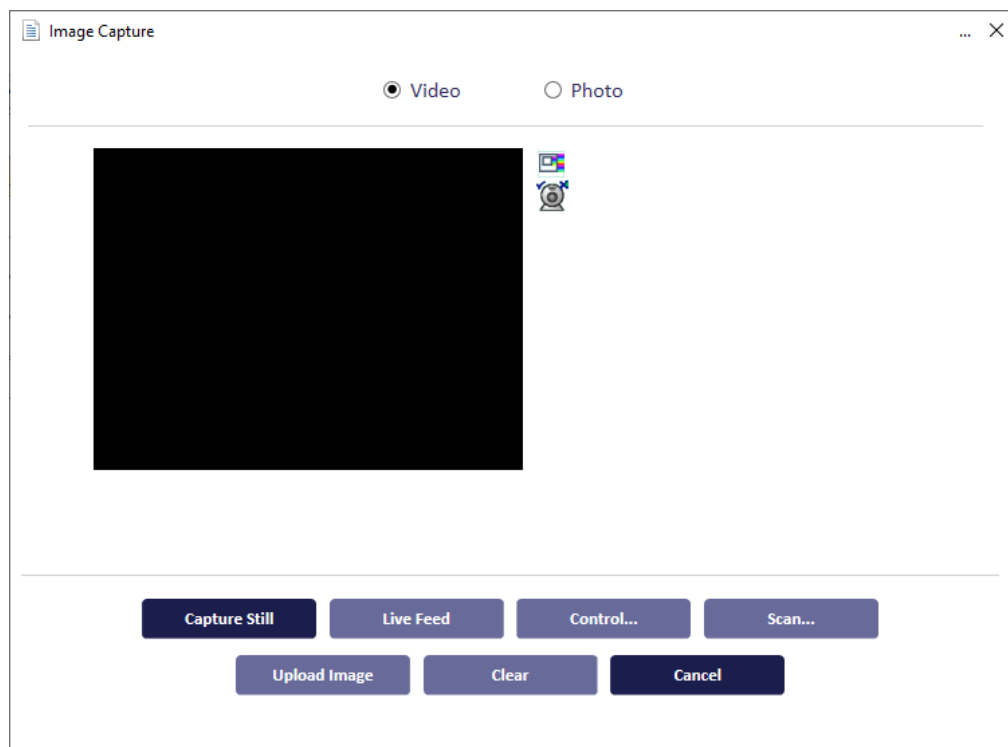 Image Capture ...
Video Photo
Capture Still Live Feed Control... Scan...
Upload Image Clear Cancel